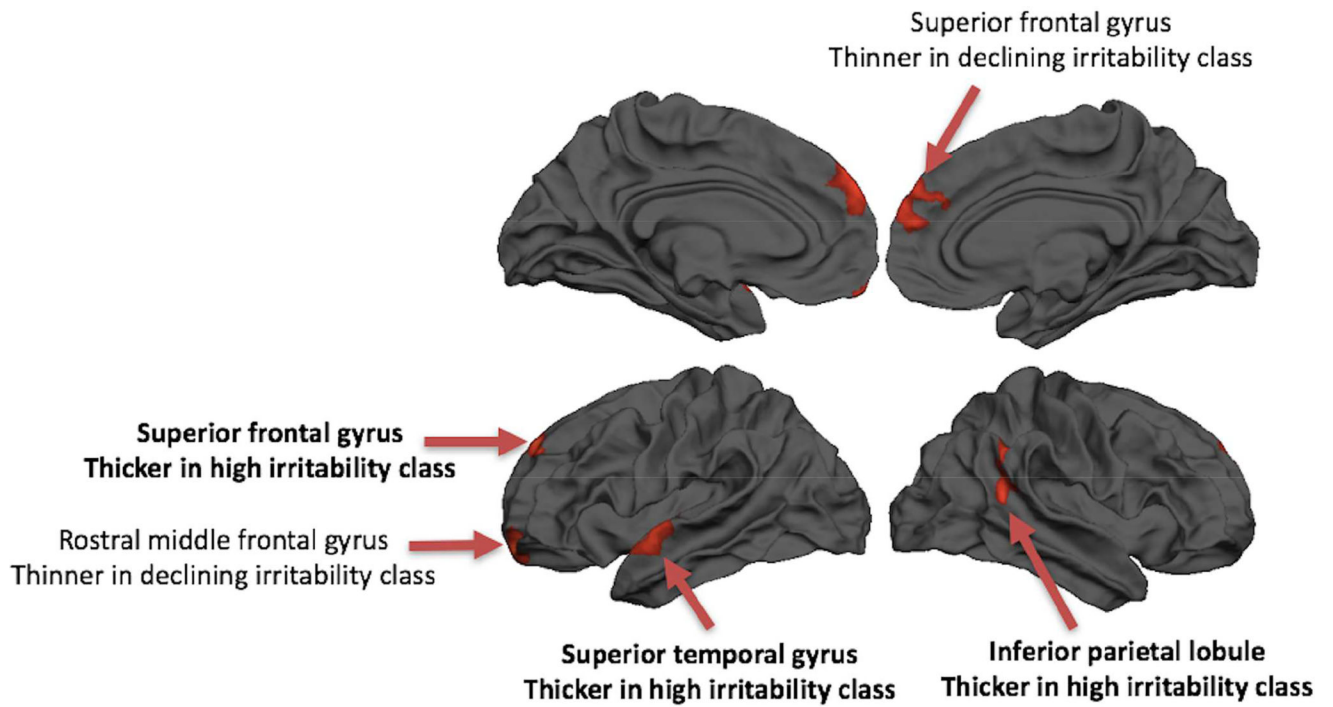 Superior frontal gyrus
Thinner in declining irritability class
Superior frontal gyrus
Thicker in high irritability class
Rostral middle frontal gyrus
Thinner in declining irritability class
Superior temporal gyrus
Thicker in high irritability class
Inferior parietal lobule
Thicker in high irritability class